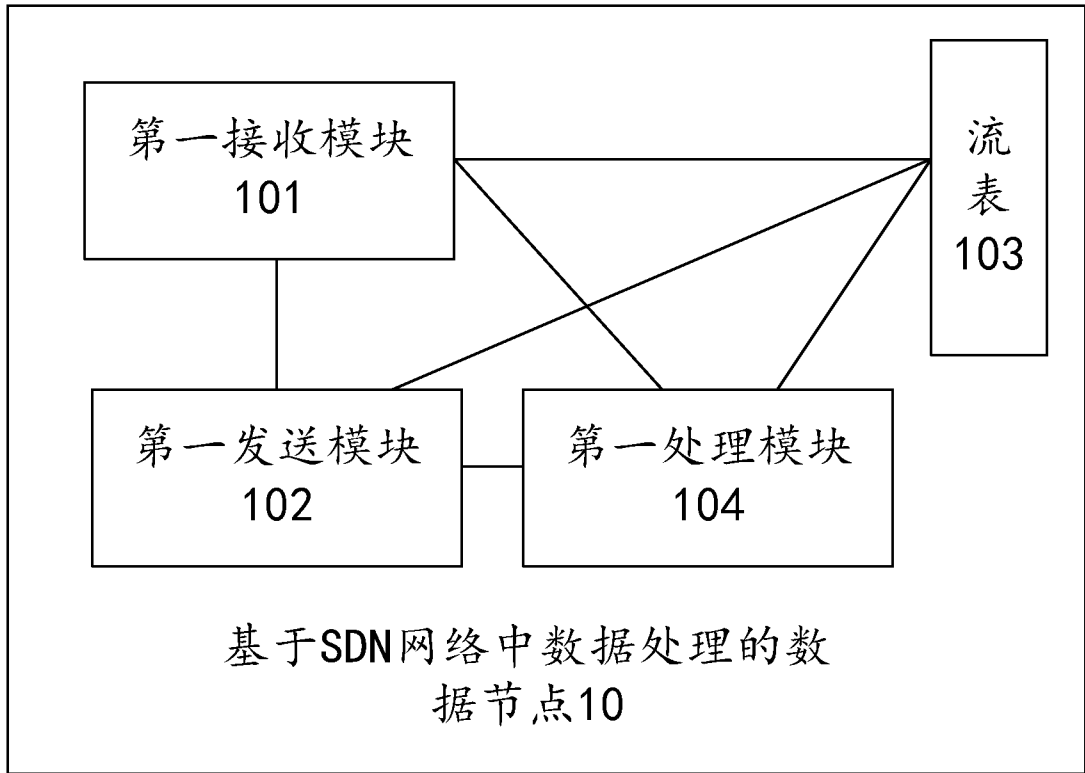 第一接收模块
101
流
表
103
第一发送模块
102
第一处理模块
104
基于SDN网络中数据处理的数
据节点10